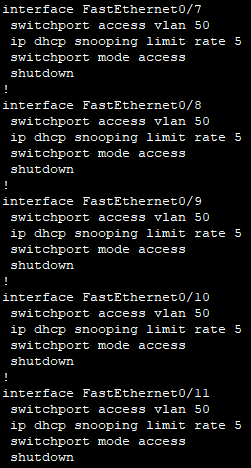 interface FastEthernet0/7
 switchport access vlan 50
 ip dhcp snooping limit rate 5
 switchport mode access
 shutdown
!
interface FastEthernet0/8
 switchport access vlan 50
 ip dhcp snooping limit rate 5
 switchport mode access
 shutdown
!
interface FastEthernet0/9
 switchport access vlan 50
 ip dhcp snooping limit rate 5
 switchport mode access
 shutdown
!
interface FastEthernet0/10
 switchport access vlan 50
 ip dhcp snooping limit rate 5
 switchport mode access
 shutdown
!
interface FastEthernet0/11
 switchport access vlan 50
 ip dhcp snooping limit rate 5
 switchport mode access
 shutdown